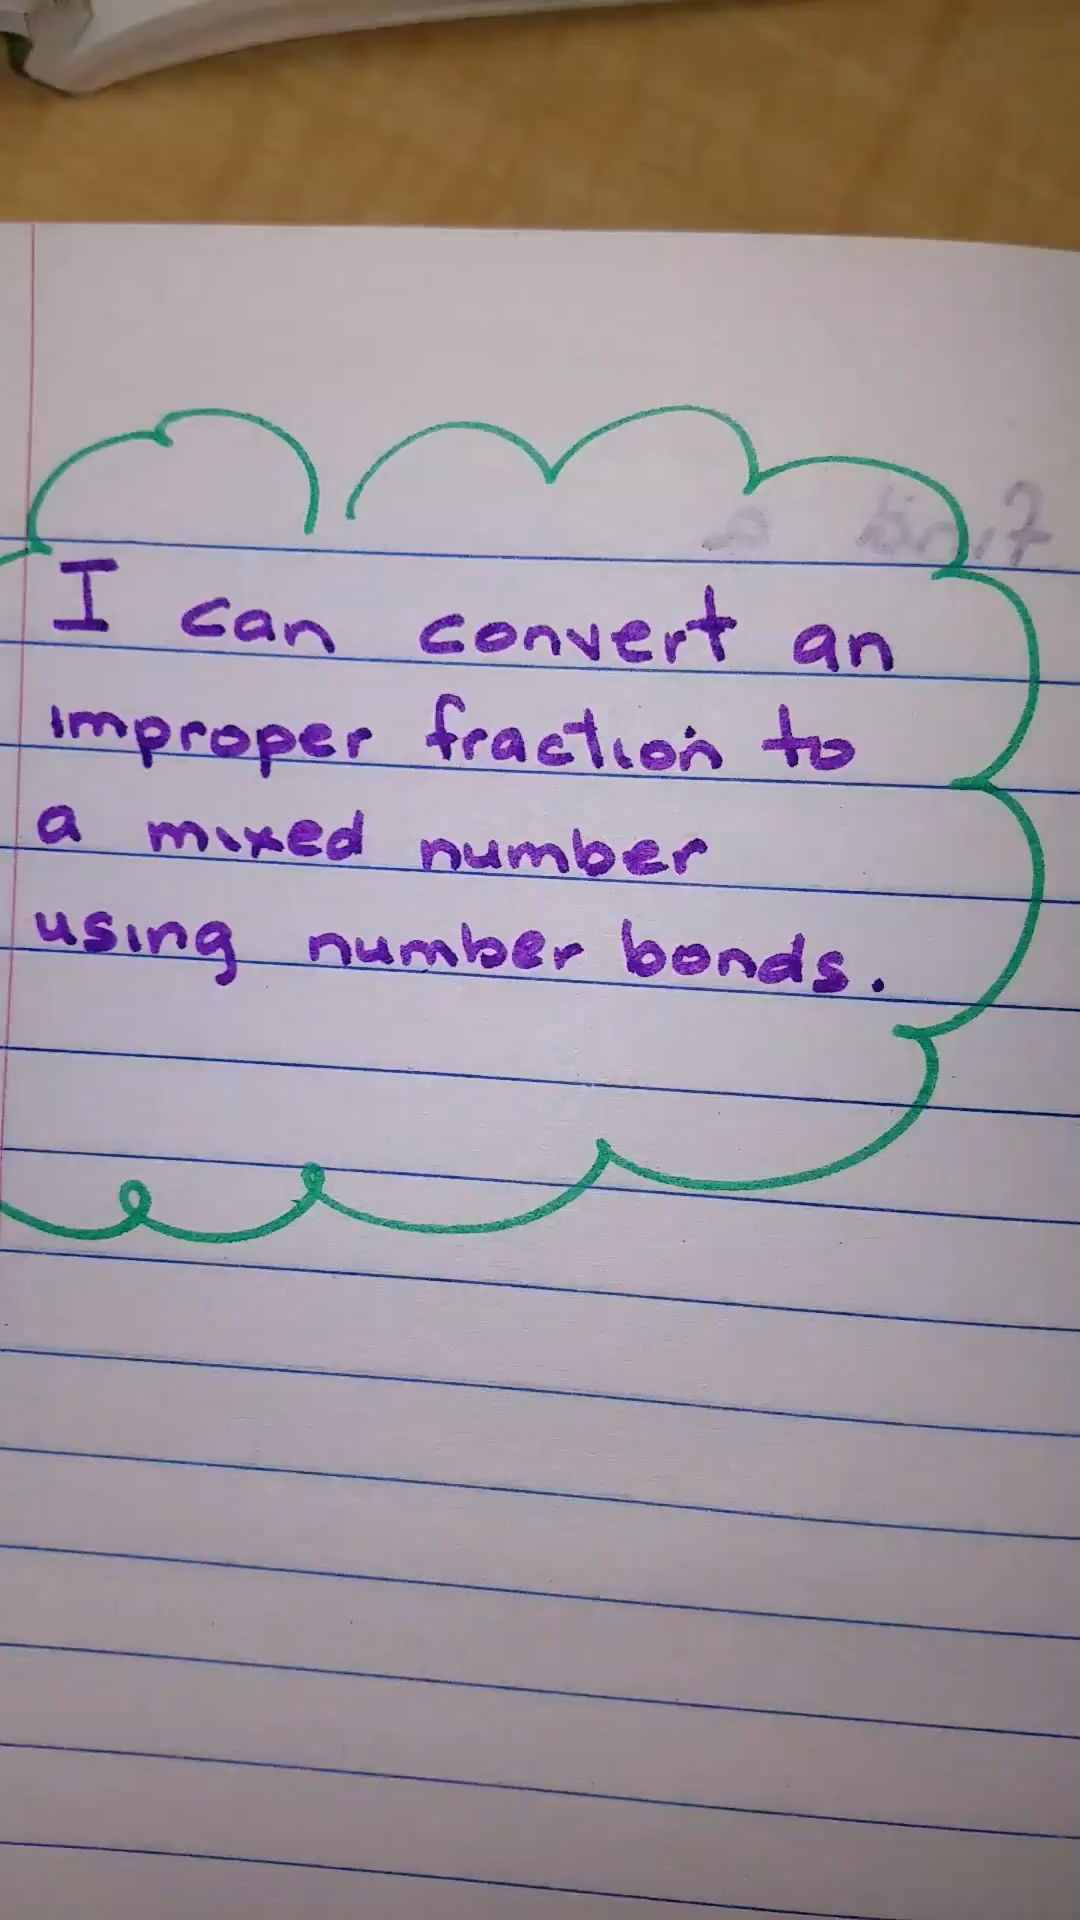 I can convert an
improper fraction to
a mixed number
using number bonds.